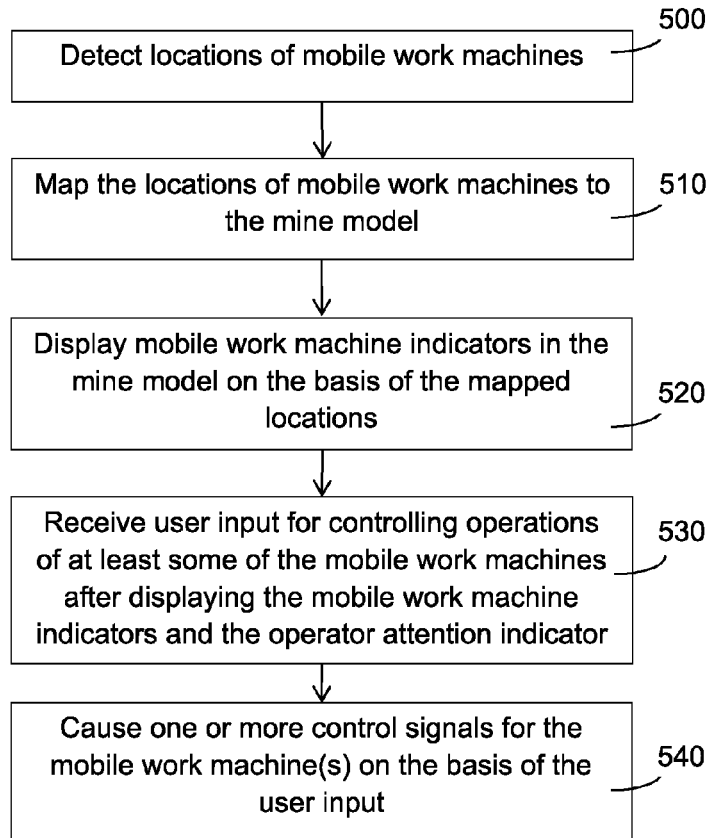 500
Detect locations of mobile work machines
510
Map the locations of mobile work machines to
the mine model
Display mobile work machine indicators in the
mine model on the basis of the mapped
locations
520
Receive user input for controlling operations
of at least some of the mobile work machines
after displaying the mobile work machine
indicators and the operator attention indicator
530
Cause one or more control signals for the
mobile work machine(s) on the basis of the
user input
540